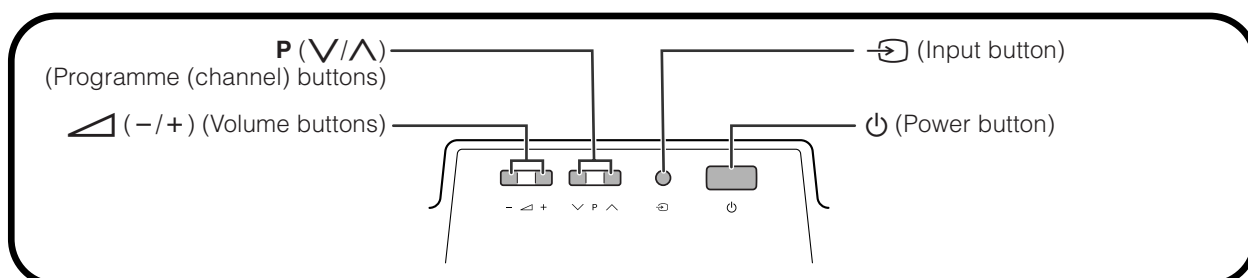 P (∨/∧)
(Programme (channel) buttons)
(−/+) (Volume buttons)
(Input button)
(Power button)
− +
∨ P ∧